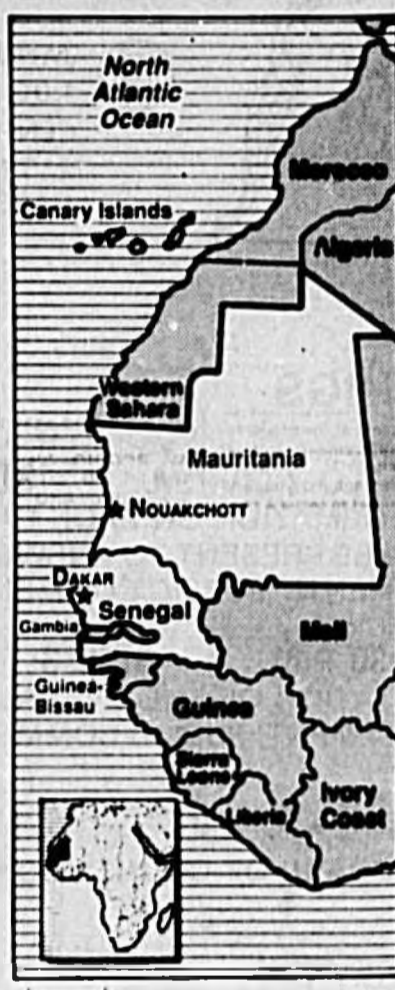 North
Atlantic
Ocean
Morocco
Canary Islands
Algeria
Western
Sahara
Mauritania
NOUAKCHOTT
DAKAR
Senegal
Gambia
Mali
Guinea-
Bissau
Guinea
Sierra
Leone
Ivory
Coast
Liberia